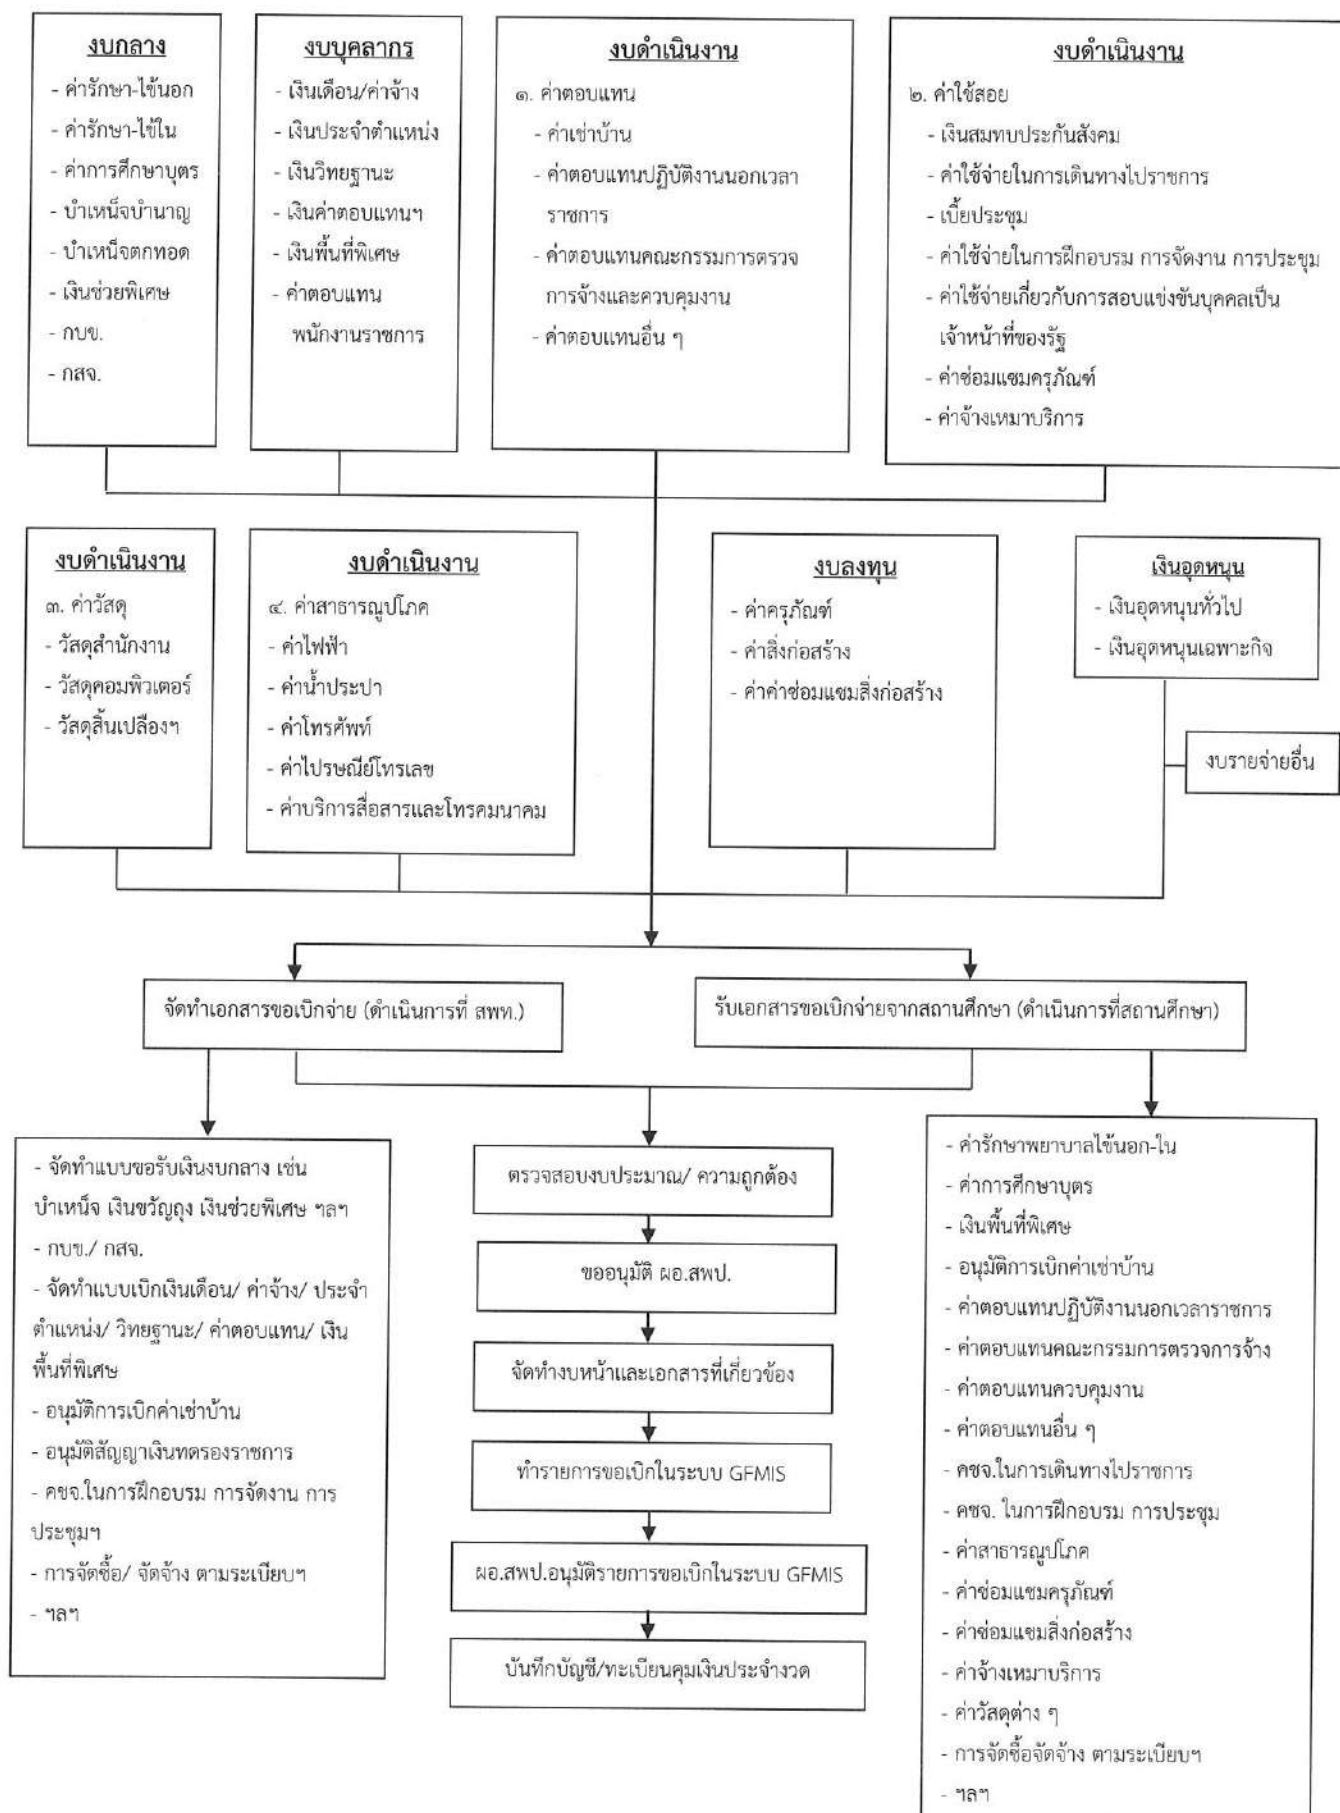 งบกลาง
- ค่ารักษา-ไข้นอก
- ค่ารักษา-ไข้ใน
- ค่าการศึกษาบุตร
- บำเหน็จบำนาญ
- บำเหน็จตกทอด
- เงินช่วยพิเศษ
- กบข.
- กสจ.
งบบุคลากร
- เงินเดือน/ค่าจ้าง
- เงินประจำตำแหน่ง
- เงินวิทยฐานะ
- เงินค่าตอบแทนฯ
- เงินพื้นที่พิเศษ
- ค่าตอบแทน
พนักงานราชการ
งบดำเนินงาน
๑. ค่าตอบแทน
- ค่าเช่าบ้าน
- ค่าตอบแทนปฏิบัติงานนอกเวลา
ราชการ
- ค่าตอบแทนคณะกรรมการตรวจ
การจ้างและควบคุมงาน
- ค่าตอบแทนอื่น ๆ
งบดำเนินงาน
๒. ค่าใช้สอย
- เงินสมทบประกันสังคม
- ค่าใช้จ่ายในการเดินทางไปราชการ
- เบี้ยประชุม
- ค่าใช้จ่ายในการฝึกอบรม การจัดงาน การประชุม
- ค่าใช้จ่ายเกี่ยวกับการสอบแข่งขันบุคคลเป็น
เจ้าหน้าที่ของรัฐ
- ค่าซ่อมแซมครุภัณฑ์
- ค่าจ้างเหมาบริการ
งบดำเนินงาน
๓. ค่าวัสดุ
- วัสดุสำนักงาน
- วัสดุคอมพิวเตอร์
- วัสดุสิ้นเปลืองฯ
งบดำเนินงาน
๔. ค่าสาธารณูปโภค
- ค่าไฟฟ้า
- ค่าน้ำประปา
- ค่าโทรศัพท์
- ค่าไปรษณีย์โทรเลข
- ค่าบริการสื่อสารและโทรคมนาคม
งบลงทุน
- ค่าครุภัณฑ์
- ค่าสิ่งก่อสร้าง
- ค่าค่าซ่อมแซมสิ่งก่อสร้าง
เงินอุดหนุน
- เงินอุดหนุนทั่วไป
- เงินอุดหนุนเฉพาะกิจ
งบรายจ่ายอื่น
จัดทำเอกสารขอเบิกจ่าย (ดำเนินการที่ สพท.)
รับเอกสารขอเบิกจ่ายจากสถานศึกษา (ดำเนินการที่สถานศึกษา)
- จัดทำแบบขอรับเงินงบกลาง เช่น
บำเหน็จ เงินขวัญถุง เงินช่วยพิเศษ ฯลฯ
- กบข./ กสจ.
- จัดทำแบบเบิกเงินเดือน/ ค่าจ้าง/ ประจำ
ตำแหน่ง/ วิทยฐานะ/ ค่าตอบแทน/ เงิน
พื้นที่พิเศษ
- อนุมัติการเบิกค่าเช่าบ้าน
- อนุมัติสัญญาเงินทดรองราชการ
- คชจ.ในการฝึกอบรม การจัดงาน การ
ประชุมฯ
- การจัดซื้อ/ จัดจ้าง ตามระเบียบฯ
- ฯลฯ
ตรวจสอบงบประมาณ/ ความถูกต้อง
ขออนุมัติ ผอ.สพป.
จัดทำงบหน้าและเอกสารที่เกี่ยวข้อง
ทำรายการขอเบิกในระบบ GFMIS
ผอ.สพป.อนุมัติรายการขอเบิกในระบบ GFMIS
บันทึกบัญชี/ทะเบียนคุมเงินประจำงวด
- ค่ารักษาพยาบาลไข้นอก-ใน
- ค่าการศึกษาบุตร
- เงินพื้นที่พิเศษ
- อนุมัติการเบิกค่าเช่าบ้าน
- ค่าตอบแทนปฏิบัติงานนอกเวลาราชการ
- ค่าตอบแทนคณะกรรมการตรวจการจ้าง
- ค่าตอบแทนควบคุมงาน
- ค่าตอบแทนอื่น ๆ
- คชจ.ในการเดินทางไปราชการ
- คชจ. ในการฝึกอบรม การประชุม
- ค่าสาธารณูปโภค
- ค่าซ่อมแซมครุภัณฑ์
- ค่าซ่อมแซมสิ่งก่อสร้าง
- ค่าจ้างเหมาบริการ
- ค่าวัสดุต่าง ๆ
- การจัดซื้อจัดจ้าง ตามระเบียบฯ
- ฯลฯ